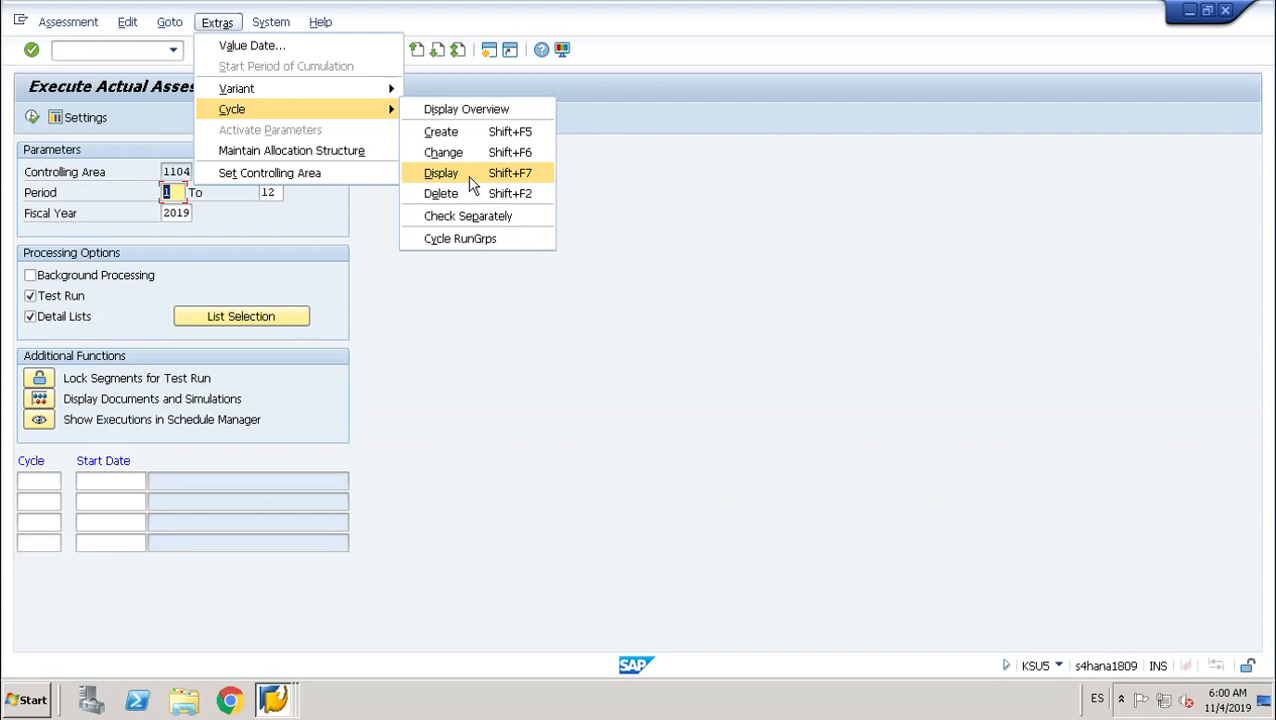 Assessment Edit Goto Extras System Help
Execute Actual Asses
Settings
Value Date...
Start Period of Cumulation
Variant
Cycle
Activate Parameters
Maintain Allocation Structure
Set Controlling Area
Display Overview
Create Shift+F5
Change Shift+F6
Display Shift+F7
Delete Shift+F2
Check Separately
Cycle RunGrps
Parameters
Controlling Area 1104
Period 1 To 12
Fiscal Year 2019
Processing Options
Background Processing
Test Run
Detail Lists List Selection
Additional Functions
Lock Segments for Test Run
Display Documents and Simulations
Show Executions in Schedule Manager
Cycle Start Date
SAP KSU5 s4hana1809 INS
Start ES 6:00 AM
11/4/2019